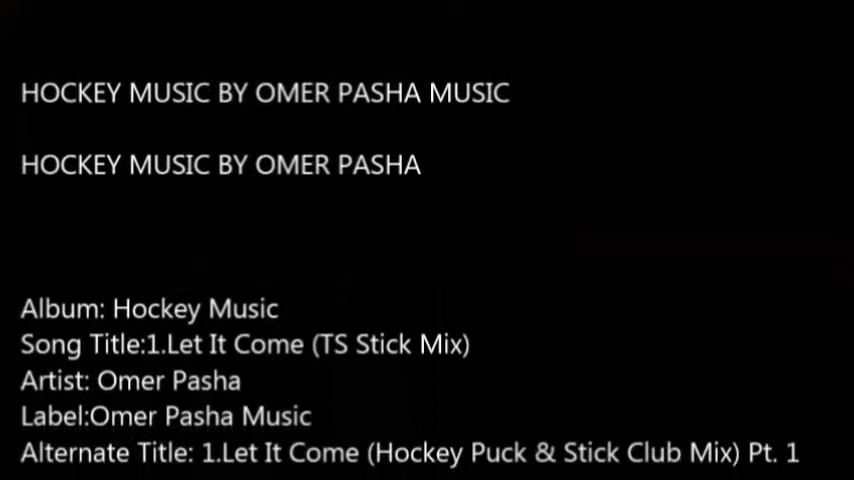 HOCKEY MUSIC BY OMER PASHA MUSIC
HOCKEY MUSIC BY OMER PASHA
Album: Hockey Music
Song Title:1.Let It Come (TS Stick Mix)
Artist: Omer Pasha
Label:Omer Pasha Music
Alternate Title: 1.Let It Come (Hockey Puck & Stick Club Mix) Pt. 1